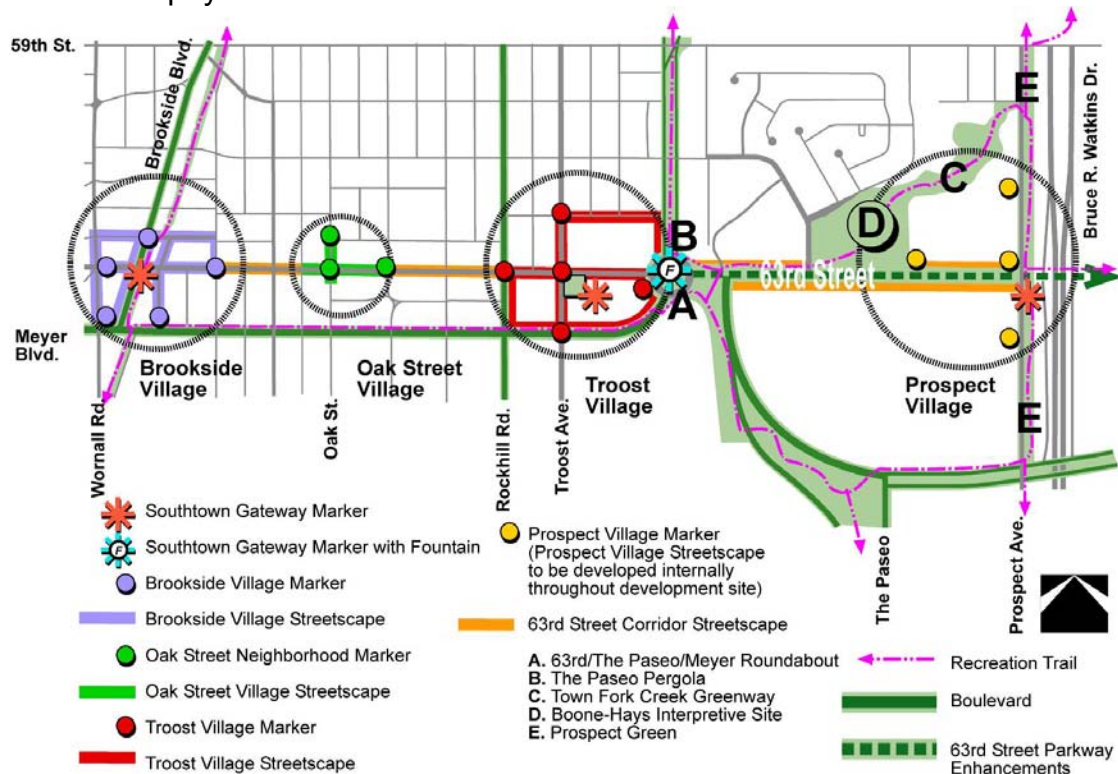 59th St.
Brookside Blvd.
Brookside Blvd.
E
Bruce R. Watkins Dr.
C
D
B
F
63rd Street
A
Meyer
Blvd.
Brookside
Village
Oak Street
Village
Troost
Village
Prospect
Village
E
Wornall Rd.
Oak St.
Rockhill Rd.
Troost Ave.
The Paseo
Prospect Ave.
Southtown Gateway Marker
F
Southtown Gateway Marker with Fountain
Brookside Village Marker
Brookside Village Streetscape
Oak Street Neighborhood Marker
Oak Street Village Streetscape
Troost Village Marker
Troost Village Streetscape
Prospect Village Marker
(Prospect Village Streetscape
to be developed internally
throughout development site)
63rd Street Corridor Streetscape
A. 63rd/The Paseo/Meyer Roundabout
B. The Paseo Pergola
C. Town Fork Creek Greenway
D. Boone-Hays Interpretive Site
E. Prospect Green
Recreation Trail
Boulevard
63rd Street Parkway
Enhancements